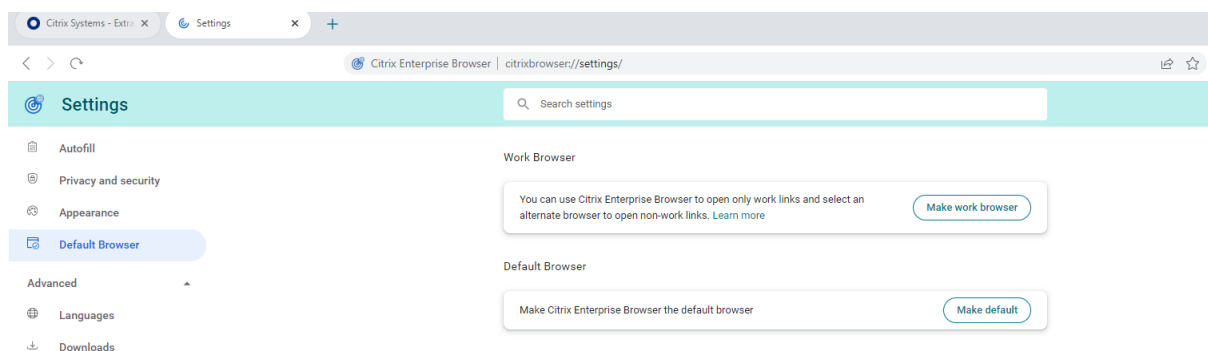 Citrix Systems - Extra
Settings
Citrix Enterprise Browser
citrixbrowser://settings/
Settings
Search settings
Autofill
Privacy and security
Appearance
Default Browser
Advanced
Languages
Downloads
Work Browser
You can use Citrix Enterprise Browser to open only work links and select an
alternate browser to open non-work links. Learn more
Make work browser
Default Browser
Make Citrix Enterprise Browser the default browser
Make default